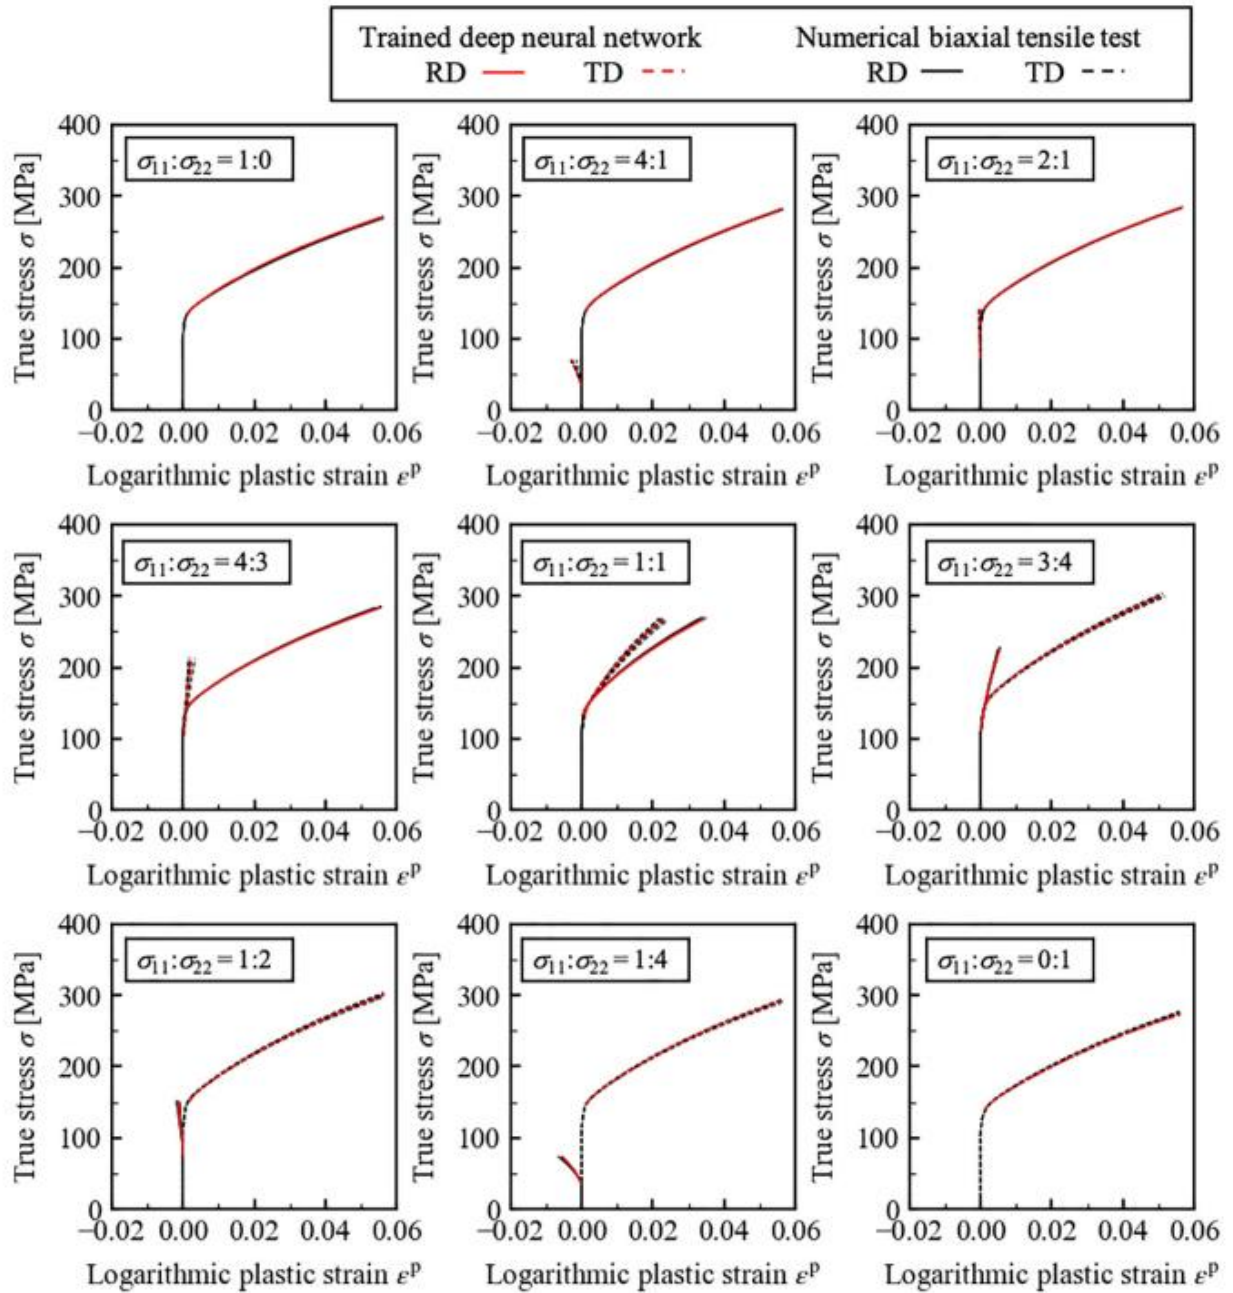 Trained deep neural network Numerical biaxial tensile test
RD TD RD TD
400
300
200
100
0
True stress σ [MPa]
σ11:σ22 = 1:0
−0.02 0.00 0.02 0.04 0.06
Logarithmic plastic strain εp
400
300
200
100
0
True stress σ [MPa]
σ11:σ22 = 4:1
−0.02 0.00 0.02 0.04 0.06
Logarithmic plastic strain εp
400
300
200
100
0
True stress σ [MPa]
σ11:σ22 = 2:1
−0.02 0.00 0.02 0.04 0.06
Logarithmic plastic strain εp
400
300
200
100
0
True stress σ [MPa]
σ11:σ22 = 4:3
−0.02 0.00 0.02 0.04 0.06
Logarithmic plastic strain εp
400
300
200
100
0
True stress σ [MPa]
σ11:σ22 = 1:1
−0.02 0.00 0.02 0.04 0.06
Logarithmic plastic strain εp
400
300
200
100
0
True stress σ [MPa]
σ11:σ22 = 3:4
−0.02 0.00 0.02 0.04 0.06
Logarithmic plastic strain εp
400
300
200
100
0
True stress σ [MPa]
σ11:σ22 = 1:2
−0.02 0.00 0.02 0.04 0.06
Logarithmic plastic strain εp
400
300
200
100
0
True stress σ [MPa]
σ11:σ22 = 1:4
−0.02 0.00 0.02 0.04 0.06
Logarithmic plastic strain εp
400
300
200
100
0
True stress σ [MPa]
σ11:σ22 = 0:1
−0.02 0.00 0.02 0.04 0.06
Logarithmic plastic strain εp